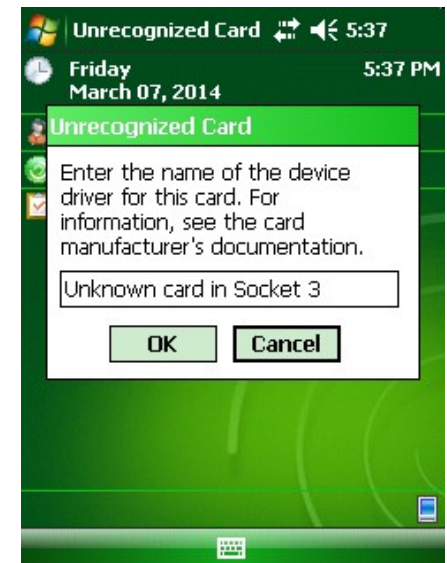 Unrecognized Card 5:37
Friday 5:37 PM
March 07, 2014
Unrecognized Card
Enter the name of the device
driver for this card. For
information, see the card
manufacturer's documentation.
Unknown card in Socket 3
OK Cancel